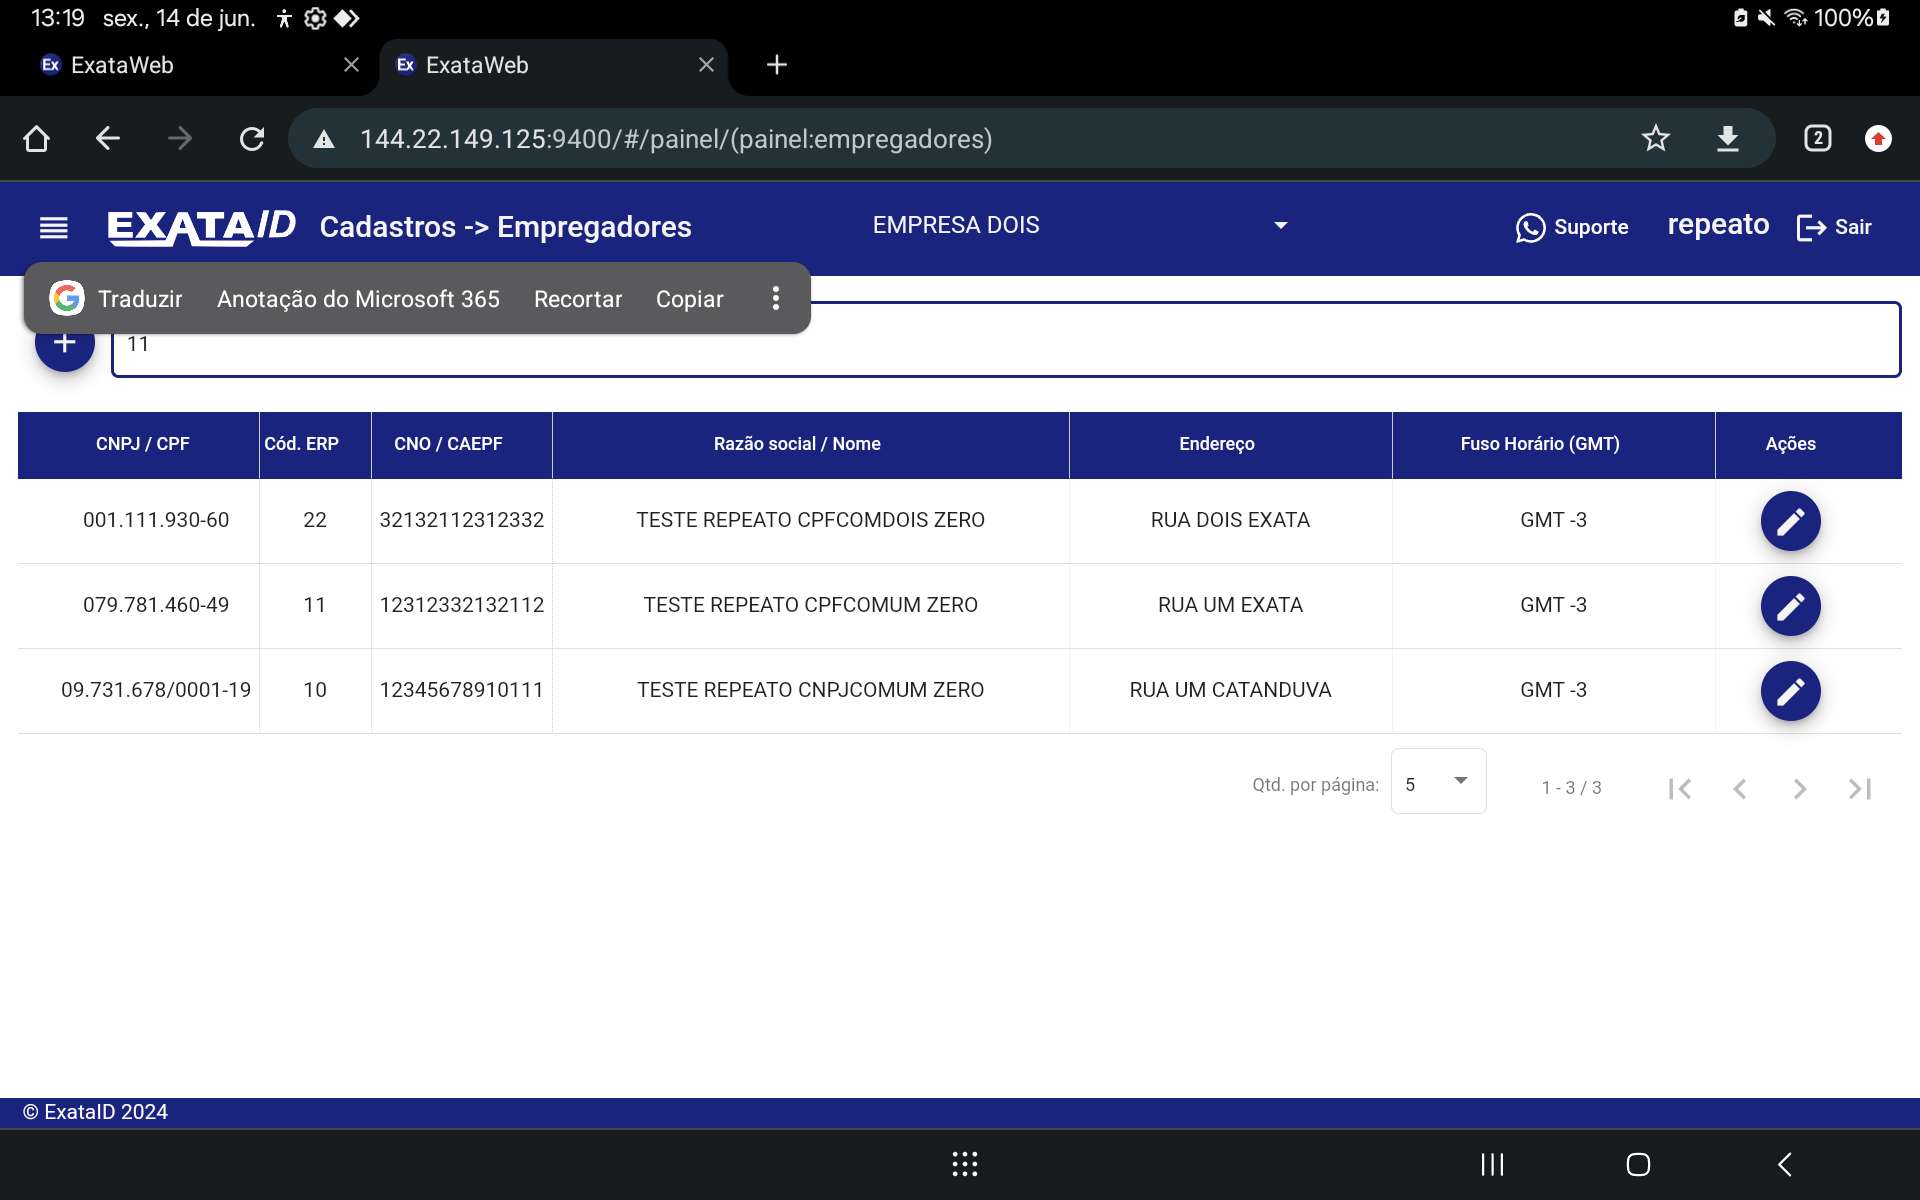 13:19 sex., 14 de jun. 100%
Ex ExataWeb
Ex ExataWeb
144.22.149.125:9400/#/painel/(painel:empregadores) 2
EXATAID Cadastros -> Empregadores EMPRESA DOIS Suporte repeato Sair
G Traduzir Anotação do Microsoft 365 Recortar Copiar
11
CNPJ / CPF Cód. ERP CNO / CAEPF Razão social / Nome Endereço Fuso Horário (GMT) Ações
001.111.930-60 22 32132112312332 TESTE REPEATO CPFCOMDOIS ZERO RUA DOIS EXATA GMT -3
079.781.460-49 11 12312332132112 TESTE REPEATO CPFCOMUM ZERO RUA UM EXATA GMT -3
09.731.678/0001-19 10 12345678910111 TESTE REPEATO CNPJCOMUM ZERO RUA UM CATANDUVA GMT -3
Qtd. por página: 5 1 - 3 / 3
© ExataID 2024